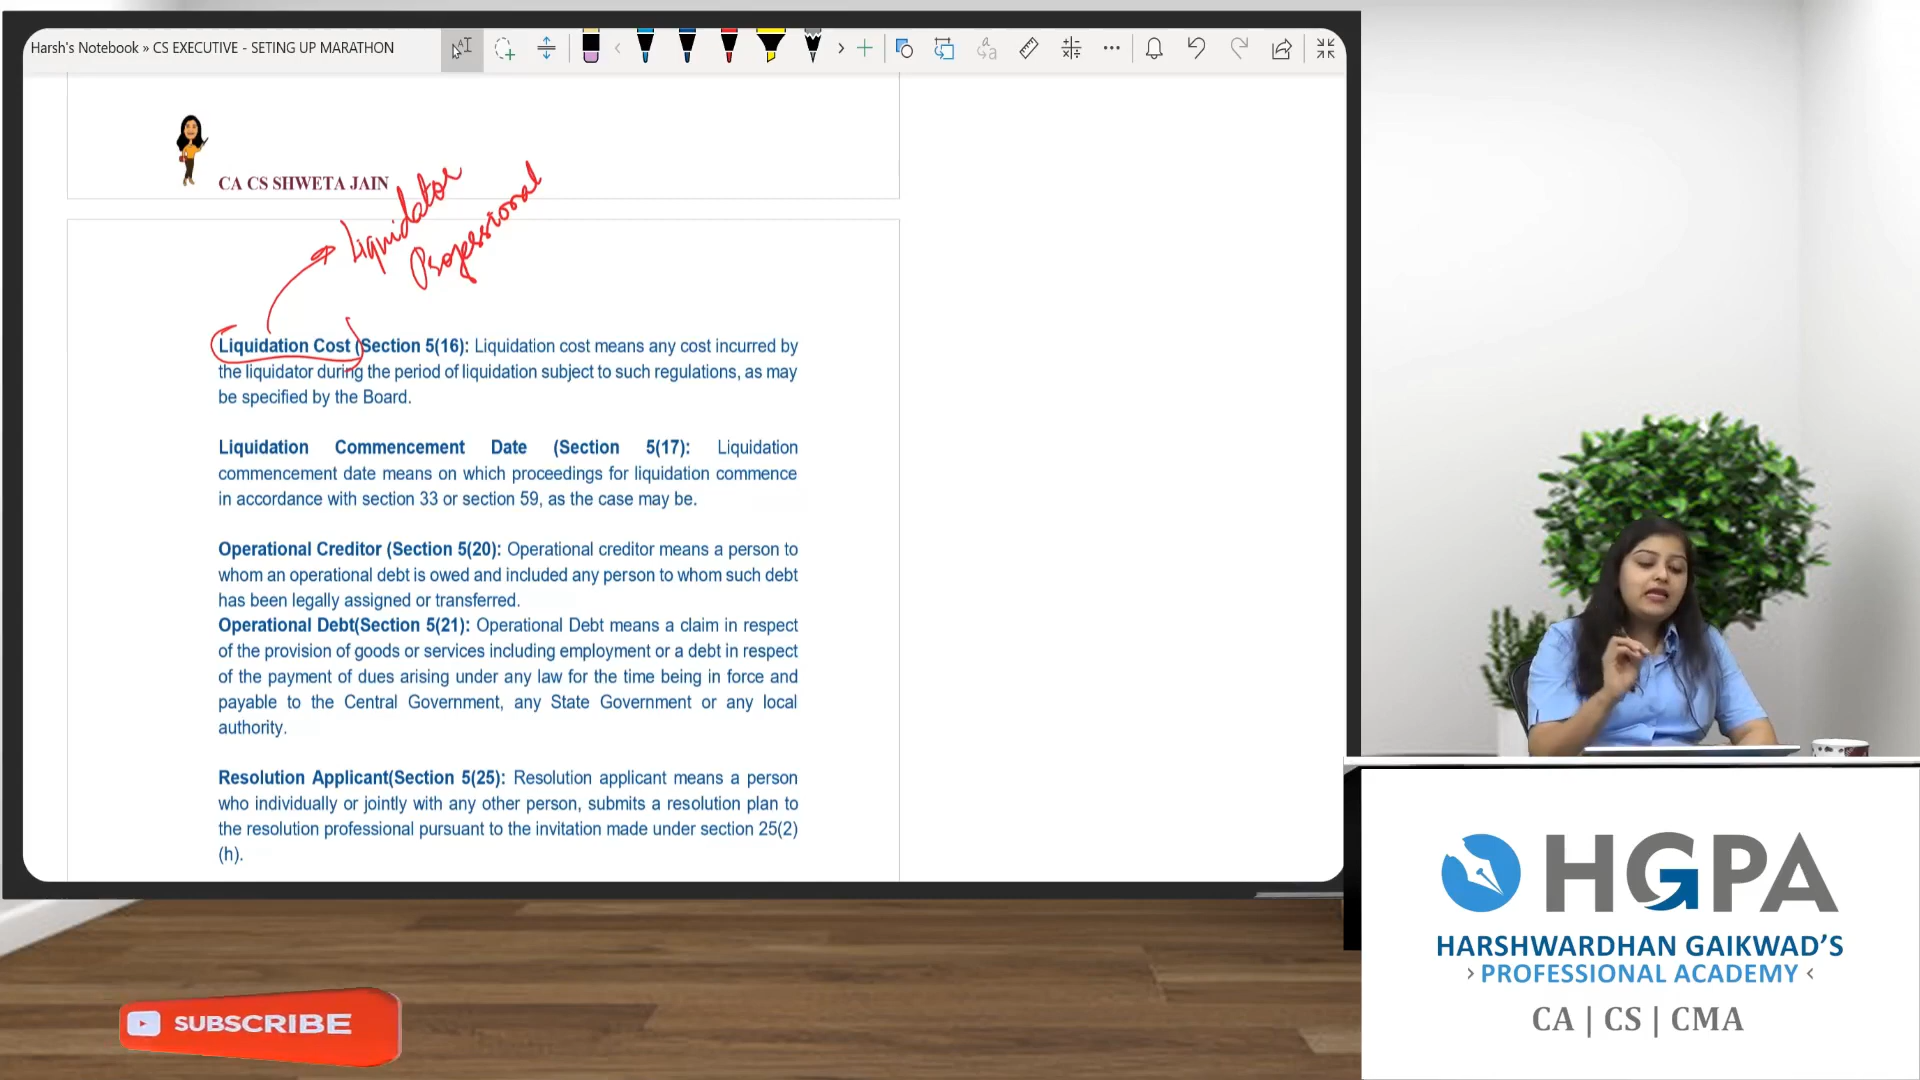 Harsh's Notebook » CS EXECUTIVE - SETING UP MARATHON
CA CS SHWETA JAIN
Liquidator
Professional
Liquidation Cost (Section 5(16): Liquidation cost means any cost incurred by
the liquidator during the period of liquidation subject to such regulations, as may
be specified by the Board.
Liquidation Commencement Date (Section 5(17): Liquidation
commencement date means on which proceedings for liquidation commence
in accordance with section 33 or section 59, as the case may be.
Operational Creditor (Section 5(20): Operational creditor means a person to
whom an operational debt is owed and included any person to whom such debt
has been legally assigned or transferred.
Operational Debt(Section 5(21): Operational Debt means a claim in respect
of the provision of goods or services including employment or a debt in respect
of the payment of dues arising under any law for the time being in force and
payable to the Central Government, any State Government or any local
authority.
Resolution Applicant(Section 5(25): Resolution applicant means a person
who individually or jointly with any other person, submits a resolution plan to
the resolution professional pursuant to the invitation made under section 25(2)
(h).
HGPA
HARSHWARDHAN GAIKWAD'S
› PROFESSIONAL ACADEMY ‹
CA | CS | CMA
SUBSCRIBE